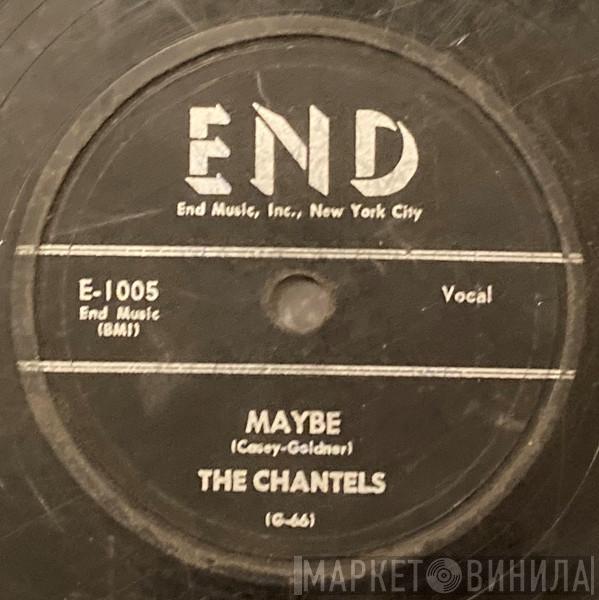 END
End Music, Inc., New York City
E-1005
Vocal
End Music
(BMI)
MAYBE
(Casey-Goldner)
THE CHANTELS
(G-66)
МАРКЕТ ВИНИЛА